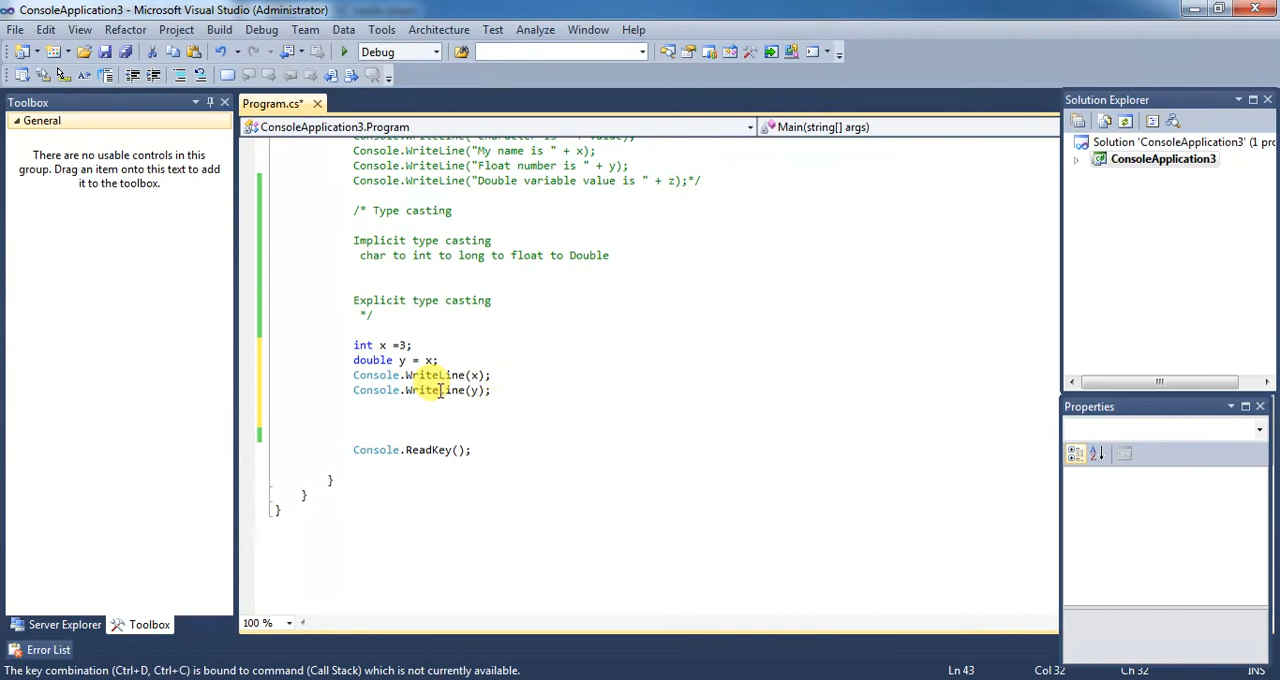 ConsoleApplication3 - Microsoft Visual Studio (Administrator)
File Edit View Refactor Project Build Debug Team Data Tools Architecture Test Analyze Window Help
Debug
Toolbox
Program.cs*
Solution Explorer
General
ConsoleApplication3.Program
Main(string[] args)
There are no usable controls in this
group. Drag an item onto this text to add
it to the toolbox.
Solution 'ConsoleApplication3' (1 pro
ConsoleApplication3
Console.WriteLine("Character is " + value);
Console.WriteLine("My name is " + x);
Console.WriteLine("Float number is " + y);
Console.WriteLine("Double variable value is " + z);*/
/* Type casting
Implicit type casting
char to int to long to float to Double
Explicit type casting
*/
int x =3;
double y = x;
Console.WriteLine(x);
Console.WriteLine(y);
Console.ReadKey();
}
}
}
Properties
100 %
Server Explorer
Toolbox
Error List
The key combination (Ctrl+D, Ctrl+C) is bound to command (Call Stack) which is not currently available.
Ln 43 Col 32 Ch 32 INS